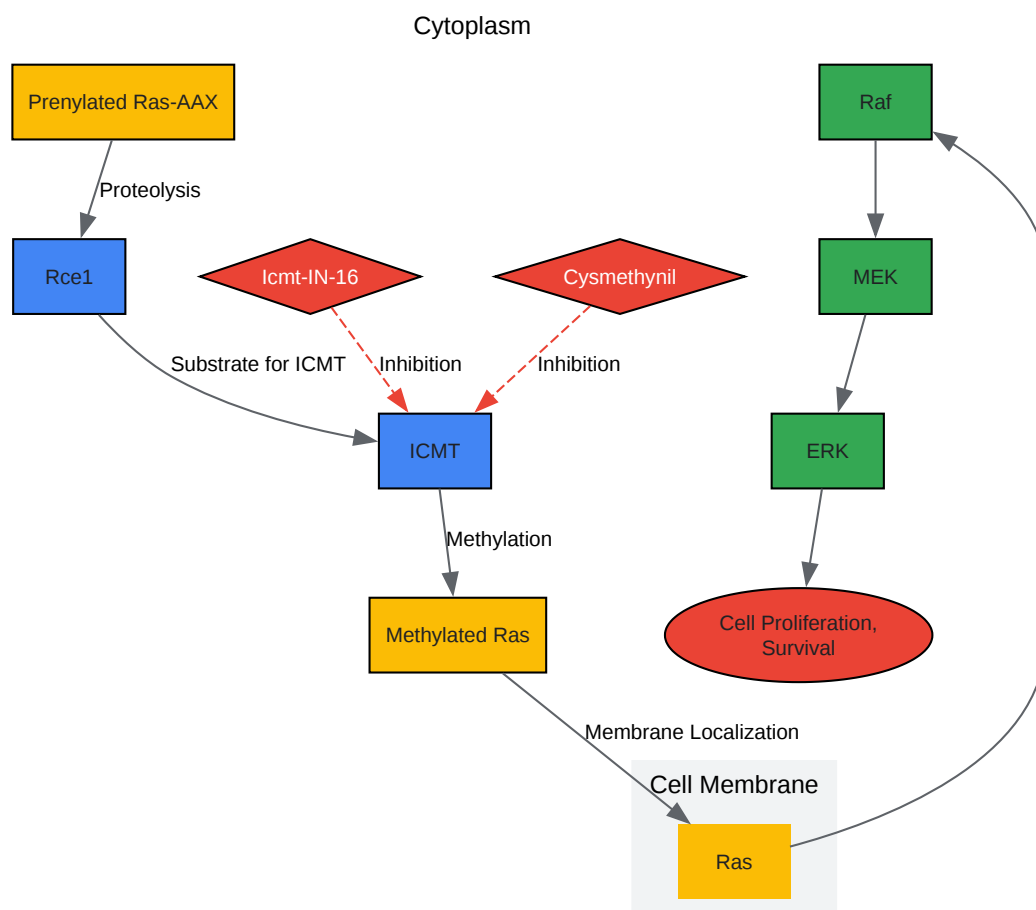 Cytoplasm
Prenylated Ras-AAX
Raf
Proteolysis
Rce1
Icmt-IN-16
Cysmethynil
MEK
Substrate for ICMT
Inhibition
Inhibition
ICMT
ERK
Methylation
Methylated Ras
Cell Proliferation,
Survival
Membrane Localization
Cell Membrane
Ras